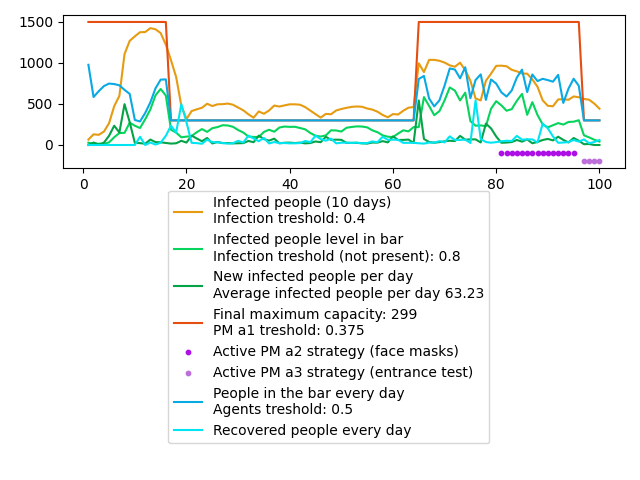 1500
1000
500
0
0 20 40 60 80 100
Infected people (10 days)
Infection treshold: 0.4
Infected people level in bar
Infection treshold (not present): 0.8
New infected people per day
Average infected people per day 63.23
Final maximum capacity: 299
PM a1 treshold: 0.375
Active PM a2 strategy (face masks)
Active PM a3 strategy (entrance test)
People in the bar every day
Agents treshold: 0.5
Recovered people every day